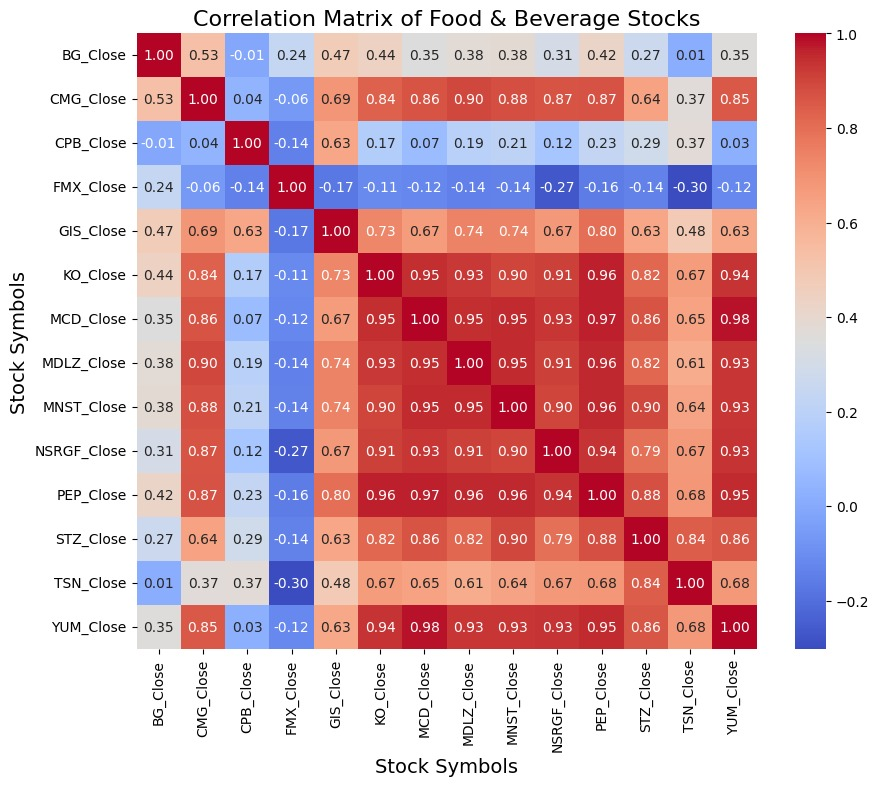 Correlation Matrix of Food & Beverage Stocks
BG_Close 1.00 0.53 -0.01 0.24 0.47 0.44 0.35 0.38 0.38 0.31 0.42 0.27 0.01 0.35
CMG_Close 0.53 1.00 0.04 -0.06 0.69 0.84 0.86 0.90 0.88 0.87 0.87 0.64 0.37 0.85
CPB_Close -0.01 0.04 1.00 -0.14 0.63 0.17 0.07 0.19 0.21 0.12 0.23 0.29 0.37 0.03
FMX_Close 0.24 -0.06 -0.14 1.00 -0.17 -0.11 -0.12 -0.14 -0.14 -0.27 -0.16 -0.14 -0.30 -0.12
GIS_Close 0.47 0.69 0.63 -0.17 1.00 0.73 0.67 0.74 0.74 0.67 0.80 0.63 0.48 0.63
KO_Close 0.44 0.84 0.17 -0.11 0.73 1.00 0.95 0.93 0.90 0.91 0.96 0.82 0.67 0.94
MCD_Close 0.35 0.86 0.07 -0.12 0.67 0.95 1.00 0.95 0.95 0.93 0.97 0.86 0.65 0.98
MDLZ_Close 0.38 0.90 0.19 -0.14 0.74 0.93 0.95 1.00 0.95 0.91 0.96 0.82 0.61 0.93
MNST_Close 0.38 0.88 0.21 -0.14 0.74 0.90 0.95 0.95 1.00 0.90 0.96 0.90 0.64 0.93
NSRGF_Close 0.31 0.87 0.12 -0.27 0.67 0.91 0.93 0.91 0.90 1.00 0.94 0.79 0.67 0.93
PEP_Close 0.42 0.87 0.23 -0.16 0.80 0.96 0.97 0.96 0.96 0.94 1.00 0.88 0.68 0.95
STZ_Close 0.27 0.64 0.29 -0.14 0.63 0.82 0.86 0.82 0.90 0.79 0.88 1.00 0.84 0.86
TSN_Close 0.01 0.37 0.37 -0.30 0.48 0.67 0.65 0.61 0.64 0.67 0.68 0.84 1.00 0.68
YUM_Close 0.35 0.85 0.03 -0.12 0.63 0.94 0.98 0.93 0.93 0.93 0.95 0.86 0.68 1.00
Stock Symbols
BG_Close
CMG_Close
CPB_Close
FMX_Close
GIS_Close
KO_Close
MCD_Close
MDLZ_Close
MNST_Close
NSRGF_Close
PEP_Close
STZ_Close
TSN_Close
YUM_Close
Stock Symbols
1.0
0.8
0.6
0.4
0.2
0.0
−0.2